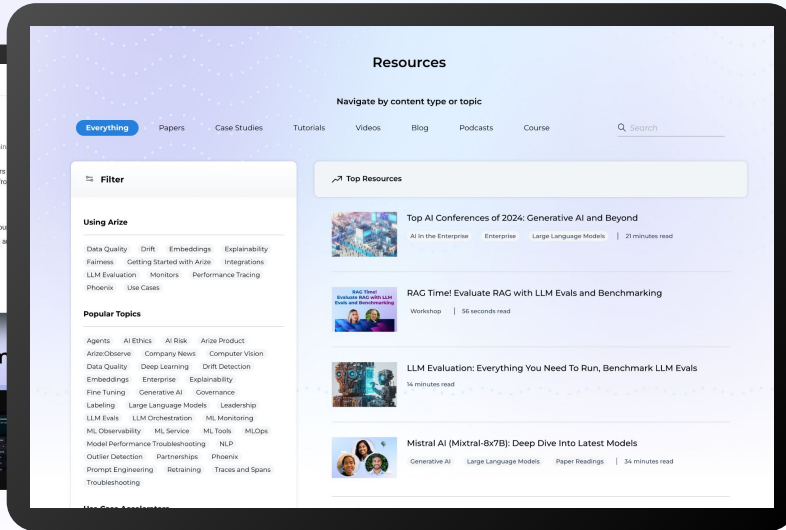 Resources
Navigate by content type or topic
Everything Papers Case Studies Tutorials Videos Blog Podcasts Course Search
Filter
Using Arize
Data Quality Drift Embeddings Explainability
Fairness Getting Started with Arize Integrations
LLM Evaluation Monitors Performance Tracing
Phoenix Use Cases
Popular Topics
Agents AI Ethics AI Risk Arize Product
Arize:Observe Company News Computer Vision
Data Quality Deep Learning Drift Detection
Embeddings Enterprise Explainability
Fine Tuning Generative AI Governance
Labeling Large Language Models Leadership
LLM Evals LLM Orchestration ML Monitoring
ML Observability ML Service ML Tools MLOps
Model Performance Troubleshooting NLP
Outlier Detection Partnerships Phoenix
Prompt Engineering Retraining Traces and Spans
Troubleshooting
Top Resources
Top AI Conferences of 2024: Generative AI and Beyond
AI in the Enterprise Enterprise Large Language Models | 21 minutes read
RAG Time!
Evaluate RAG with LLM
Evals and Benchmarking
RAG Time! Evaluate RAG with LLM Evals and Benchmarking
Workshop | 56 seconds read
LLM Evaluation: Everything You Need To Run, Benchmark LLM Evals
14 minutes read
Mistral AI (Mixtral-8x7B): Deep Dive Into Latest Models
Generative AI Large Language Models Paper Readings | 34 minutes read